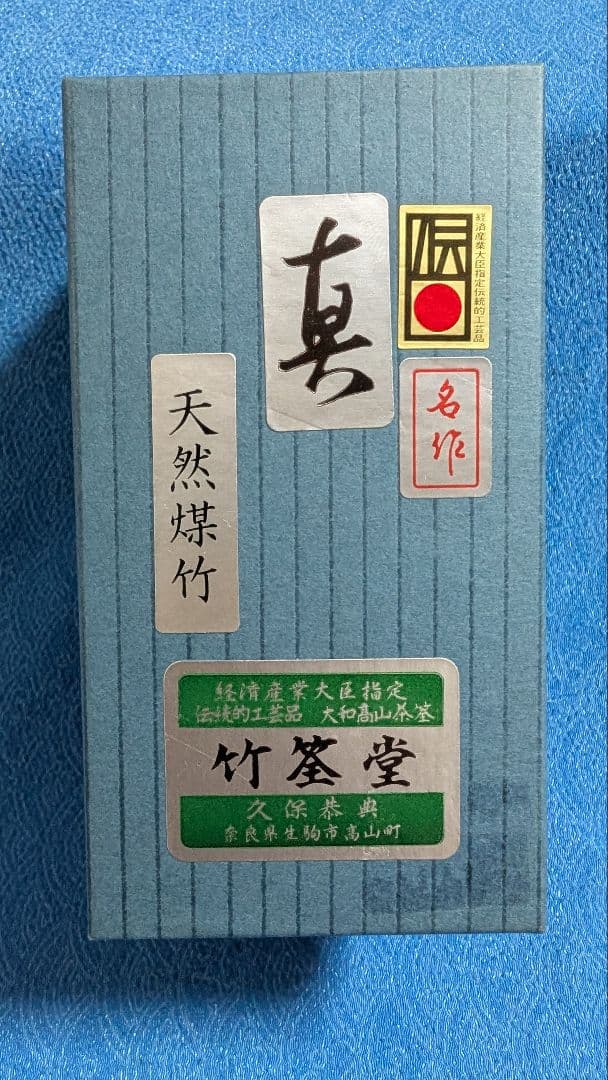 真
伝
経済産業大臣指定伝統的工芸品
名作
天然煤竹
経済産業大臣指定
伝統的工芸品 大和高山茶筌
竹筌堂
久保恭典
奈良県生駒市高山町